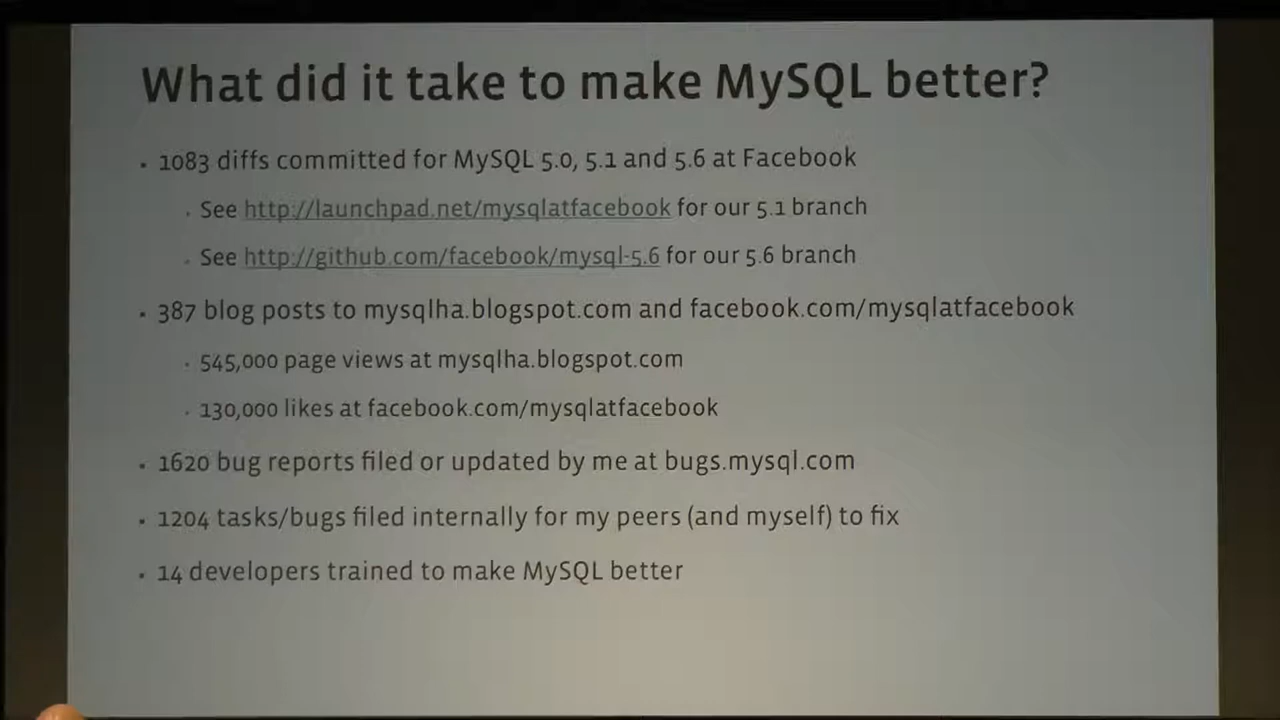 What did it take to make MySQL better?
1083 diffs committed for MySQL 5.0, 5.1 and 5.6 at Facebook
See http://launchpad.net/mysqlatfacebook for our 5.1 branch
See http://github.com/facebook/mysql-5.6 for our 5.6 branch
387 blog posts to mysqlha.blogspot.com and facebook.com/mysqlatfacebook
545,000 page views at mysqlha.blogspot.com
130,000 likes at facebook.com/mysqlatfacebook
1620 bug reports filed or updated by me at bugs.mysql.com
1204 tasks/bugs filed internally for my peers (and myself) to fix
14 developers trained to make MySQL better